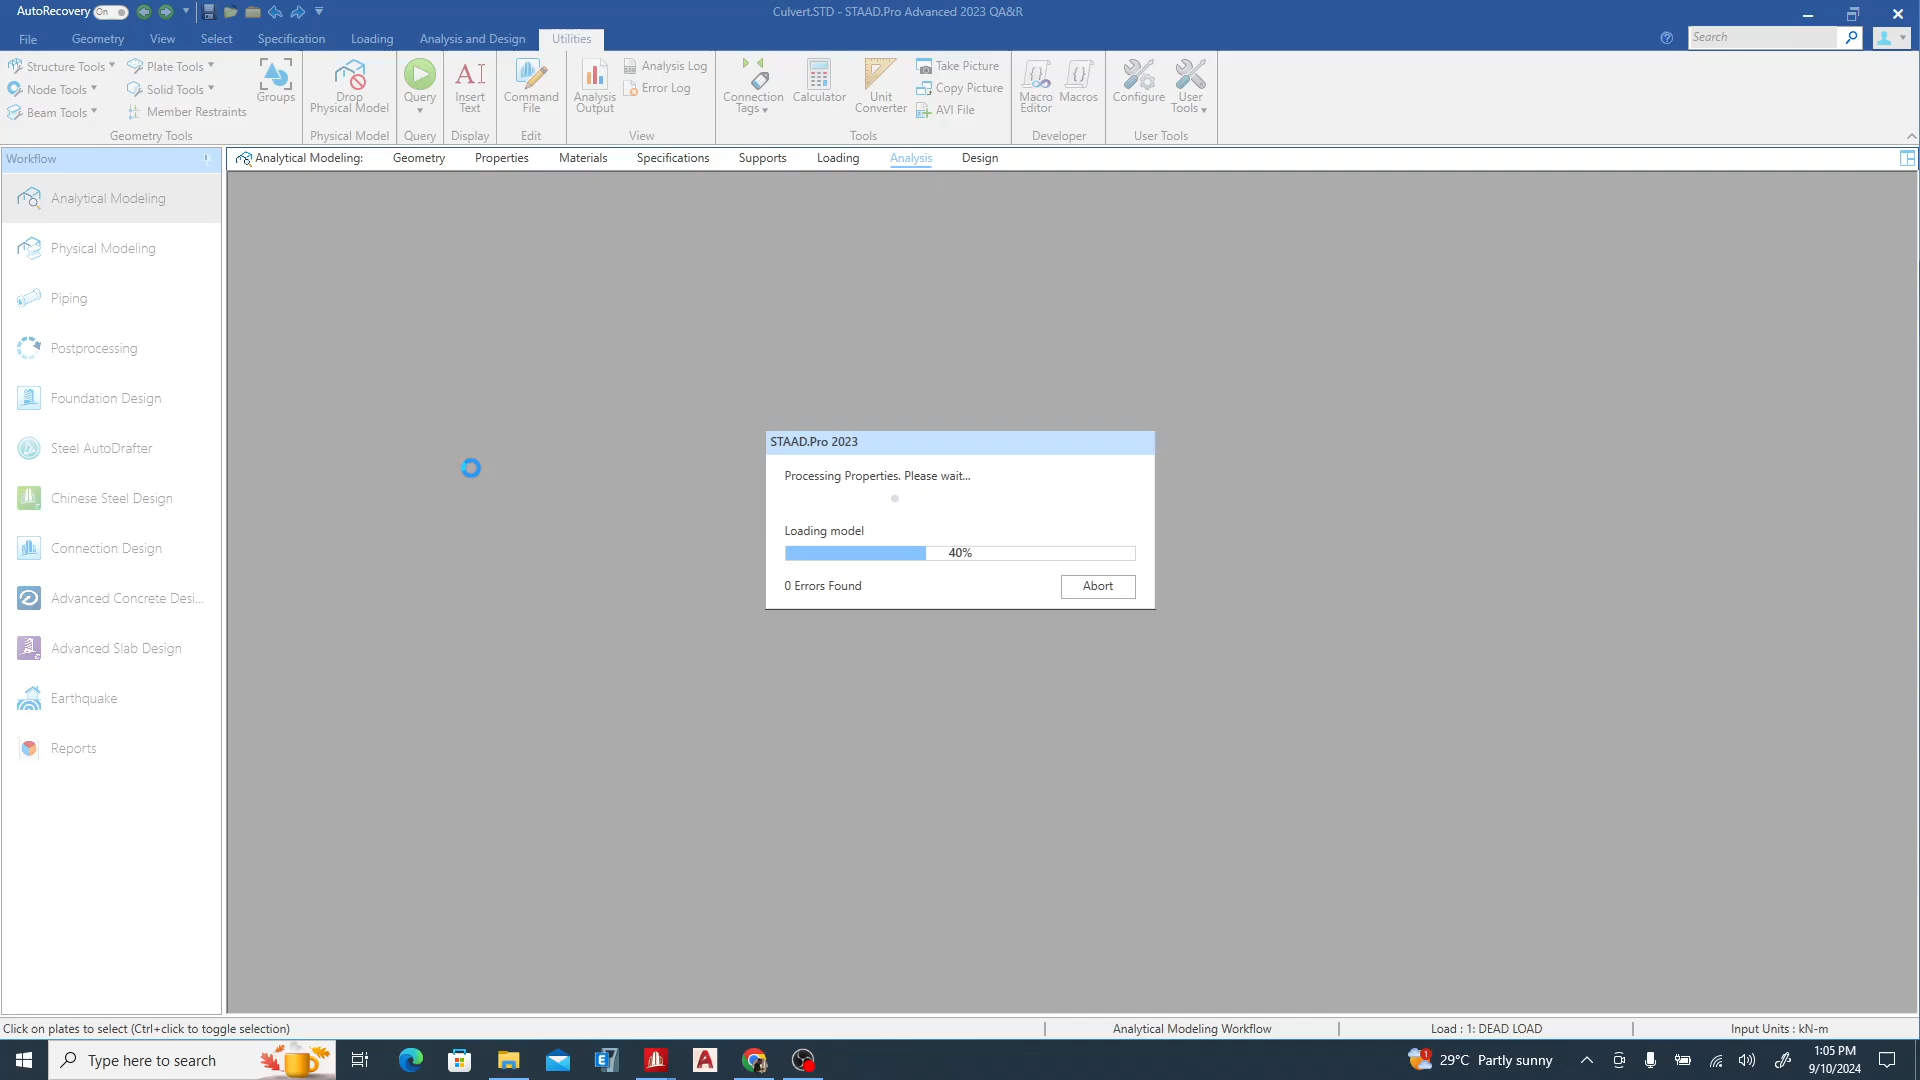 AutoRecovery On
Culvert.STD - STAAD.Pro Advanced 2023 QA&R
File Geometry View Select Specification Loading Analysis and Design Utilities
Search
Structure Tools Plate Tools
Node Tools Solid Tools
Beam Tools Member Restraints
Geometry Tools
Groups
Drop Physical Model
Physical Model
Query
Query
Insert Text
Display
Command File
Edit
Analysis Output
Analysis Log
Error Log
View
Connection Tags
Calculator
Unit Converter
Take Picture
Copy Picture
AVI File
Tools
Macro Editor
Macros
Developer
Configure
User Tools
User Tools
Workflow
Analytical Modeling: Geometry Properties Materials Specifications Supports Loading Analysis Design
Analytical Modeling
Physical Modeling
Piping
Postprocessing
Foundation Design
Steel AutoDrafter
Chinese Steel Design
Connection Design
Advanced Concrete Desi...
Advanced Slab Design
Earthquake
Reports
STAAD.Pro 2023
Processing Properties. Please wait...
Loading model
40%
0 Errors Found
Abort
Click on plates to select (Ctrl+click to toggle selection)
Analytical Modeling Workflow
Load : 1: DEAD LOAD
Input Units : kN-m
Type here to search
29°C Partly sunny
1:05 PM
9/10/2024